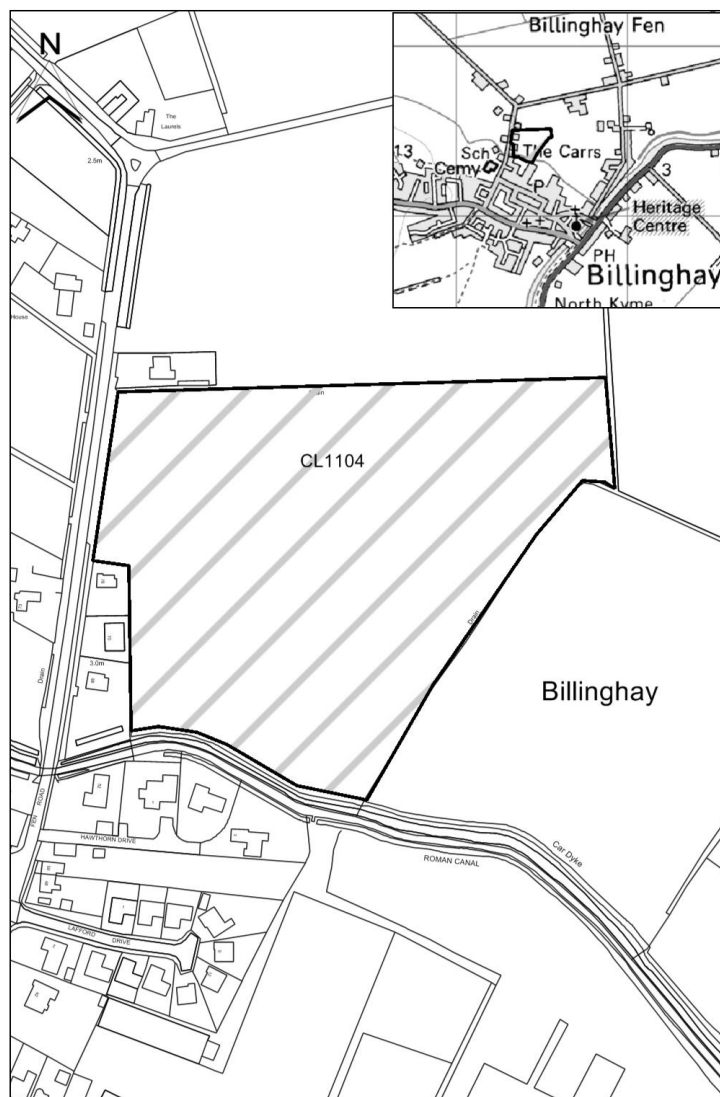 N
The
Laurels
2.5m
House
Billinghay Fen
13
Sch
The Carrs
Cemy
P
3
Heritage
Centre
PH
Billinghay
North Kyme
Drain
CL1104
Drain
3.0m
Drain
Billinghay
FEN ROAD
HAWTHORN DRIVE
Car Dyke
ROMAN CANAL
LAFFORD
DRIVE